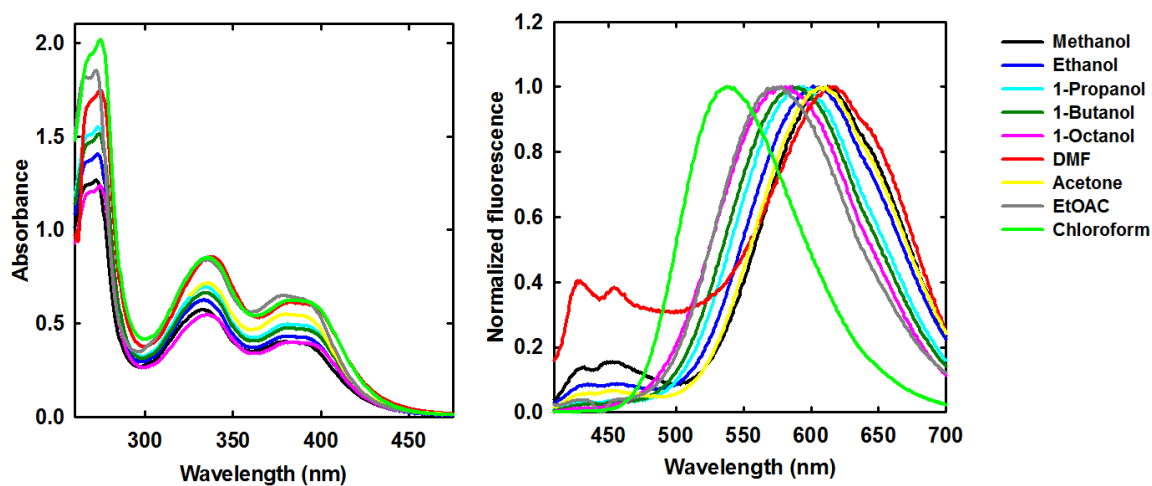 2.0
1.5
1.0
0.5
0.0
Absorbance
300 350 400 450
Wavelength (nm)
1.2
1.0
0.8
0.6
0.4
0.2
0.0
Normalized fluorescence
450 500 550 600 650 700
Wavelength (nm)
Methanol
Ethanol
1-Propanol
1-Butanol
1-Octanol
DMF
Acetone
EtOAC
Chloroform